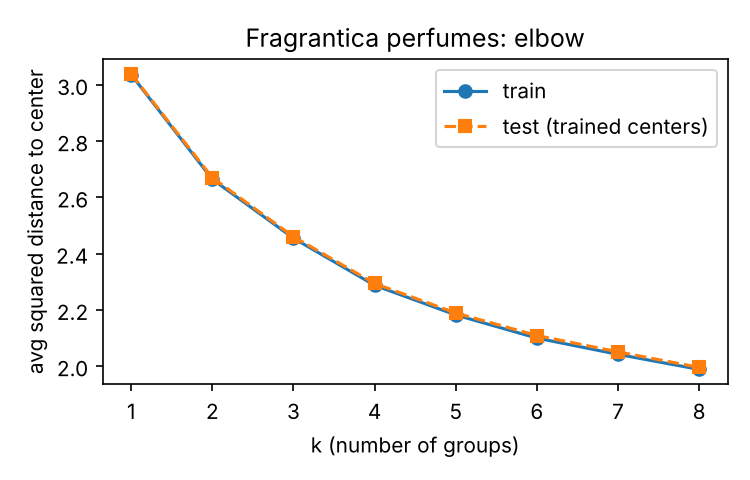 Fragrantica perfumes: elbow
train
test (trained centers)
avg squared distance to center
3.0
2.8
2.6
2.4
2.2
2.0
1 2 3 4 5 6 7 8
k (number of groups)